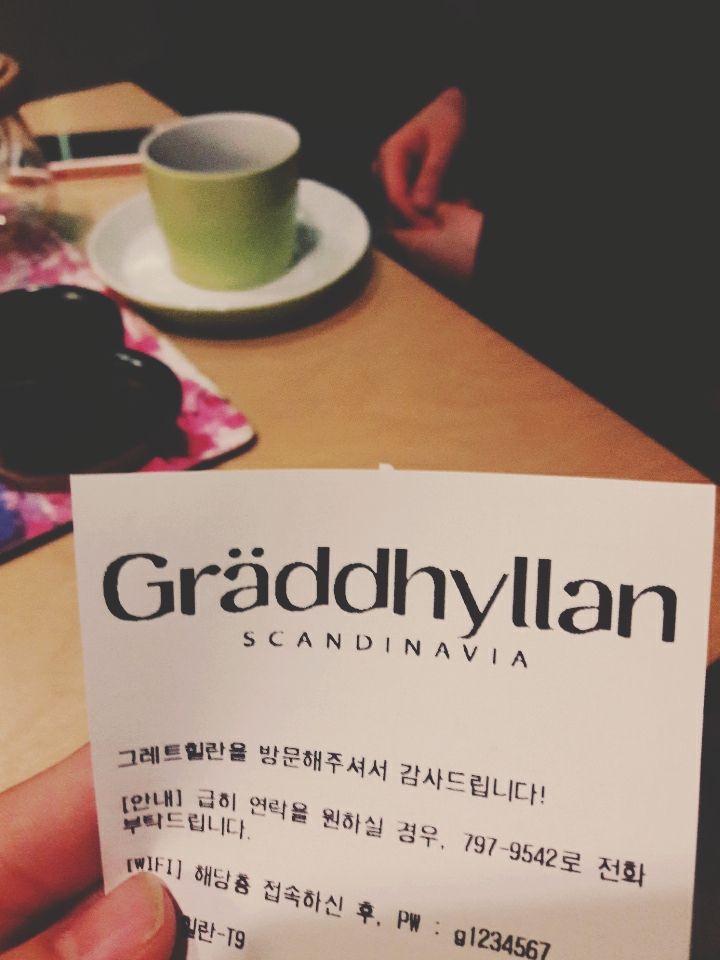 Gräddhyllan
SCANDINAVIA
그레트힐란을 방문해주셔서 감사드립니다!
[안내] 급히 연락을 원하실 경우, 797-9542로 전화
부탁드립니다.
[WIFI] 해당층 접속하신 후, PW : g1234567
힐란-T9